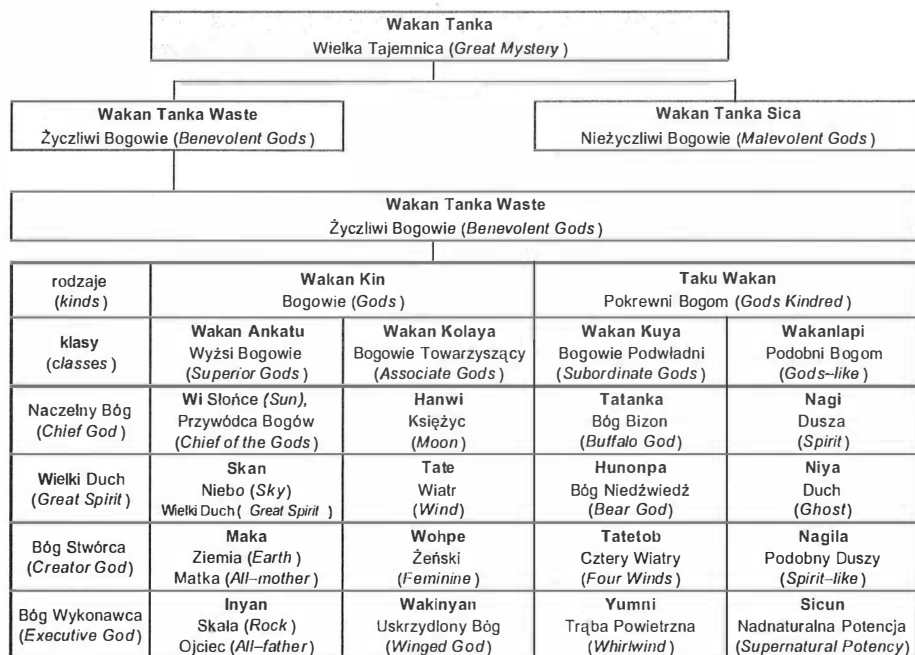 Wakan Tanka
Wielka Tajemnica (Great Mystery)
Wakan Tanka Waste
Życzliwi Bogowie (Benevolent Gods)
Wakan Tanka Sica
Nieżyczliwi Bogowie (Malevolent Gods)
Wakan Tanka Waste
Życzliwi Bogowie (Benevolent Gods)
rodzaje
(kinds)
Wakan Kin
Bogowie (Gods)
Taku Wakan
Pokrewni Bogom (Gods Kindred)
klasy
(classes)
Wakan Ankatu
Wyżsi Bogowie
(Superior Gods)
Wakan Kolaya
Bogowie Towarzyszący
(Associate Gods)
Wakan Kuya
Bogowie Podwładni
(Subordinate Gods)
Wakanlapi
Podobni Bogom
(Gods–like)
Naczelny Bóg
(Chief God)
Wi Słońce (Sun),
Przywódca Bogów
(Chief of the Gods)
Hanwi
Księżyc
(Moon)
Tatanka
Bóg Bizon
(Buffalo God)
Nagi
Dusza
(Spirit)
Wielki Duch
(Great Spirit)
Skan
Niebo (Sky)
Wielki Duch ( Great Spirit )
Tate
Wiatr
(Wind)
Hunonpa
Bóg Niedźwiedź
(Bear God)
Niya
Duch
(Ghost)
Bóg Stwórca
(Creator God)
Maka
Ziemia (Earth)
Matka (All–mother)
Wohpe
Żeński
(Feminine)
Tatetob
Cztery Wiatry
(Four Winds)
Nagila
Podobny Duszy
(Spirit–like)
Bóg Wykonawca
(Executive God)
Inyan
Skała (Rock)
Ojciec (All–father)
Wakinyan
Uskrzydlony Bóg
(Winged God)
Yumni
Trąba Powietrzna
(Whirlwind)
Sicun
Nadnaturalna Potencja
(Supernatural Potency)